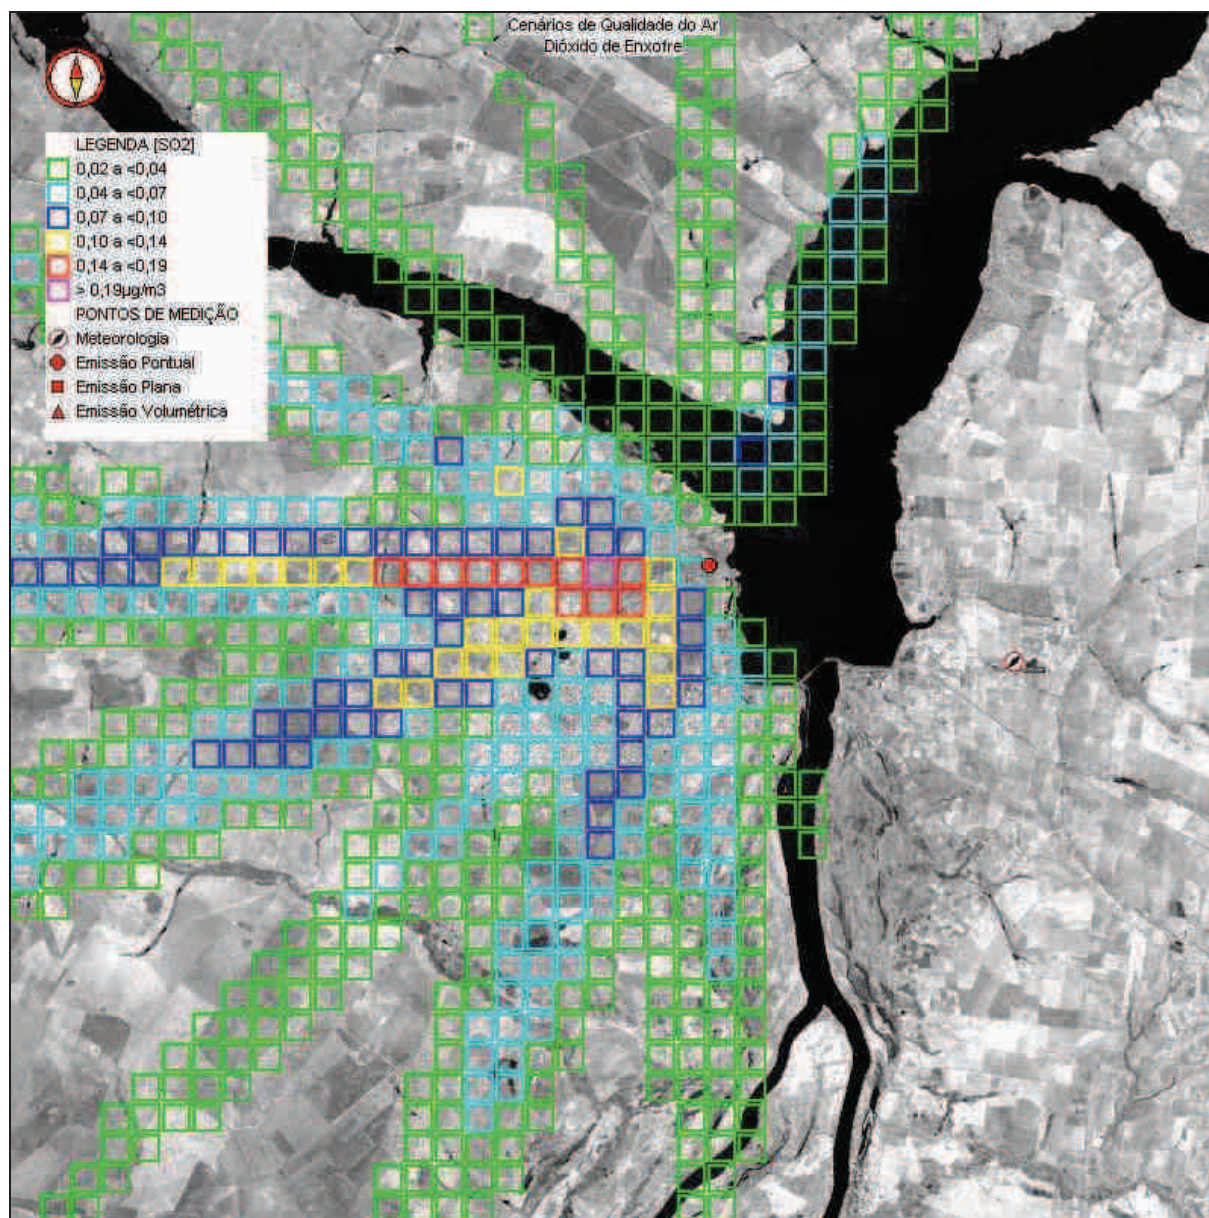 Cenários de Qualidade do Ar
Dióxido de Enxofre
LEGENDA [SO2]
0,02 a <0,04
0,04 a <0,07
0,07 a <0,10
0,10 a <0,14
0,14 a <0,19
> 0,19µg/m3
PONTOS DE MEDIÇÃO
Meteorologia
Emissão Pontual
Emissão Plana
Emissão Volumétrica